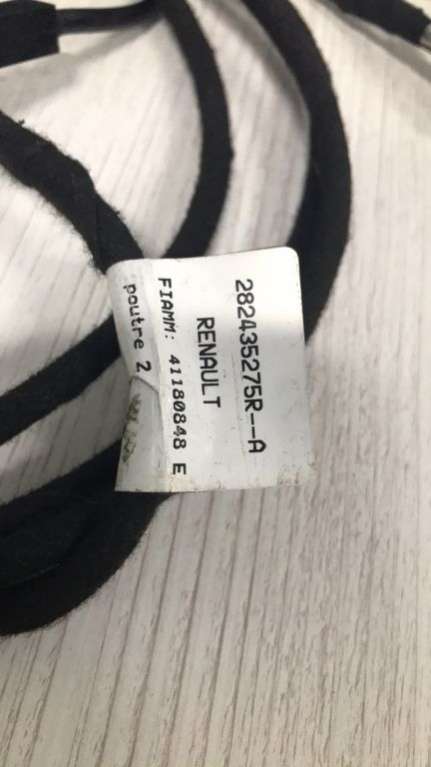 282435275R--A
RENAULT
FIAMM: 41180848 E
poutre 2